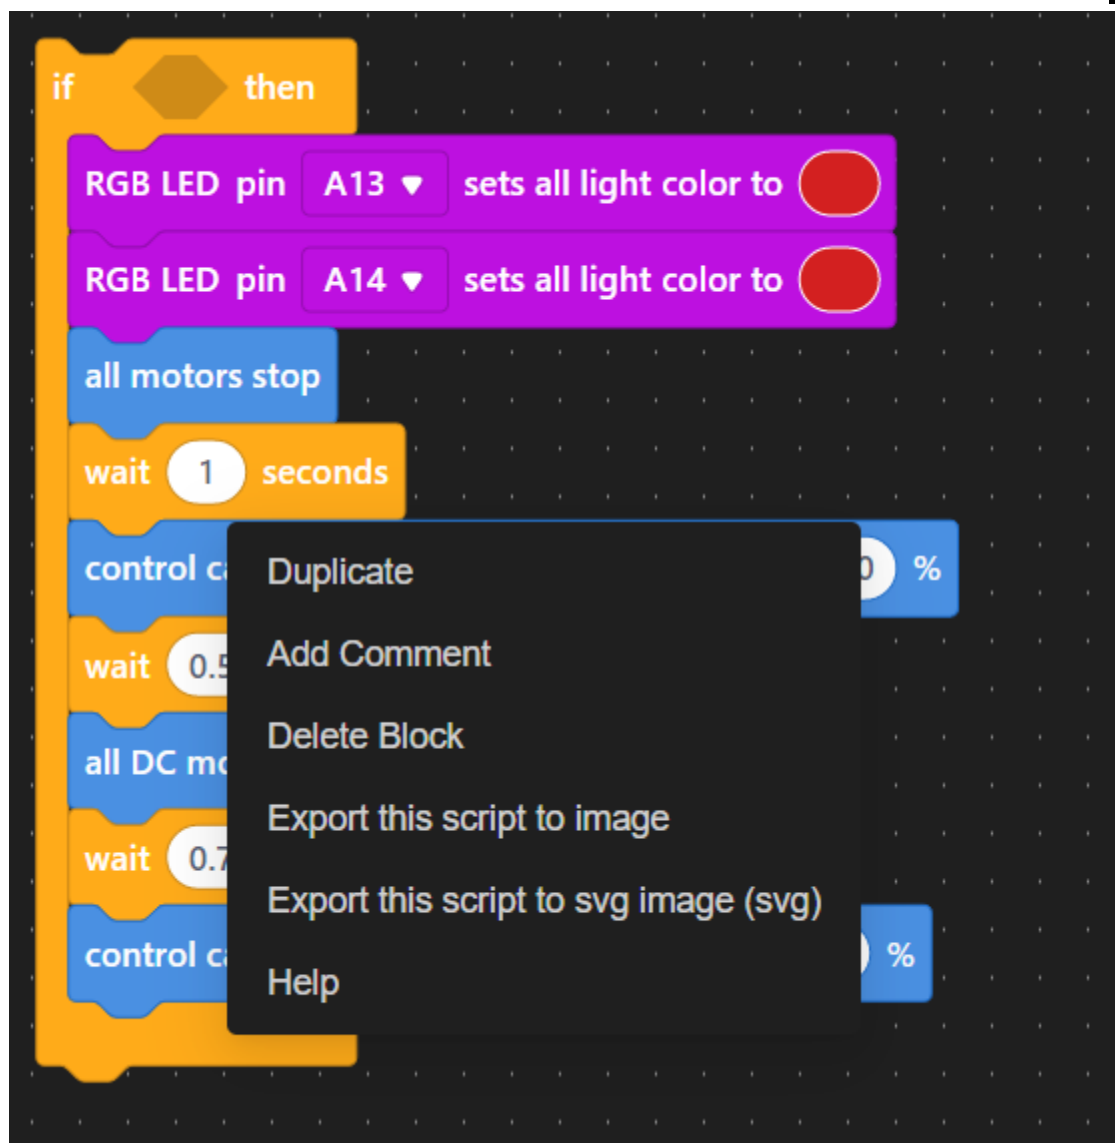 if then
RGB LED pin A13 sets all light color to
RGB LED pin A14 sets all light color to
all motors stop
wait 1 seconds
control %
Duplicate
Add Comment
wait
Delete Block
all DC
Export this script to image
wait
Export this script to svg image (svg)
control %
Help